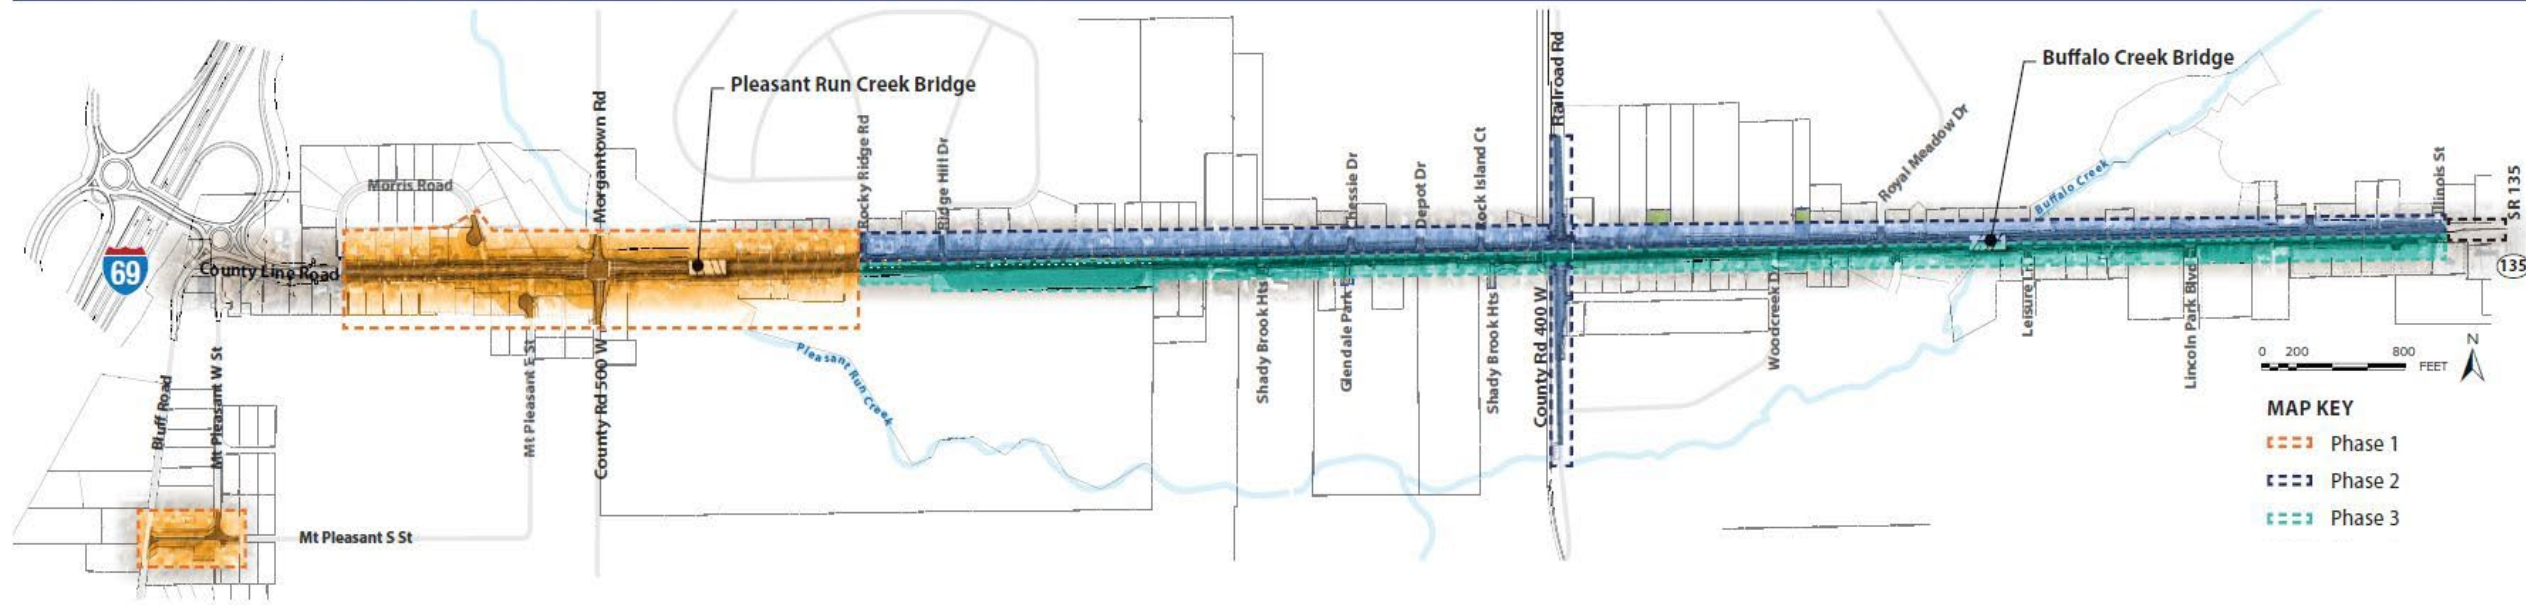 Pleasant Run Creek Bridge
Buffalo Creek Bridge
Morgantown Rd
Railroad Rd
Rocky Ridge Rd
Ridge Hill Dr
Chessie Dr
Depot Dr
Rock Island Ct
Royal Meadow Dr
Buffalo Creek
Illinois St
SR 135
135
Morris Road
69
County Line Road
Bluff Road
Mt Pleasant W St
Mt Pleasant E St
County Rd 500 W
Pleasant Run Creek
Shady Brook Hts
Glendale Park
Shady Brook Hts
County Rd 400 W
Woodcreek Dr
Leisure Ln
Lincoln Park Blvd
Mt Pleasant S St
0 200 800
FEET
N
MAP KEY
Phase 1
Phase 2
Phase 3